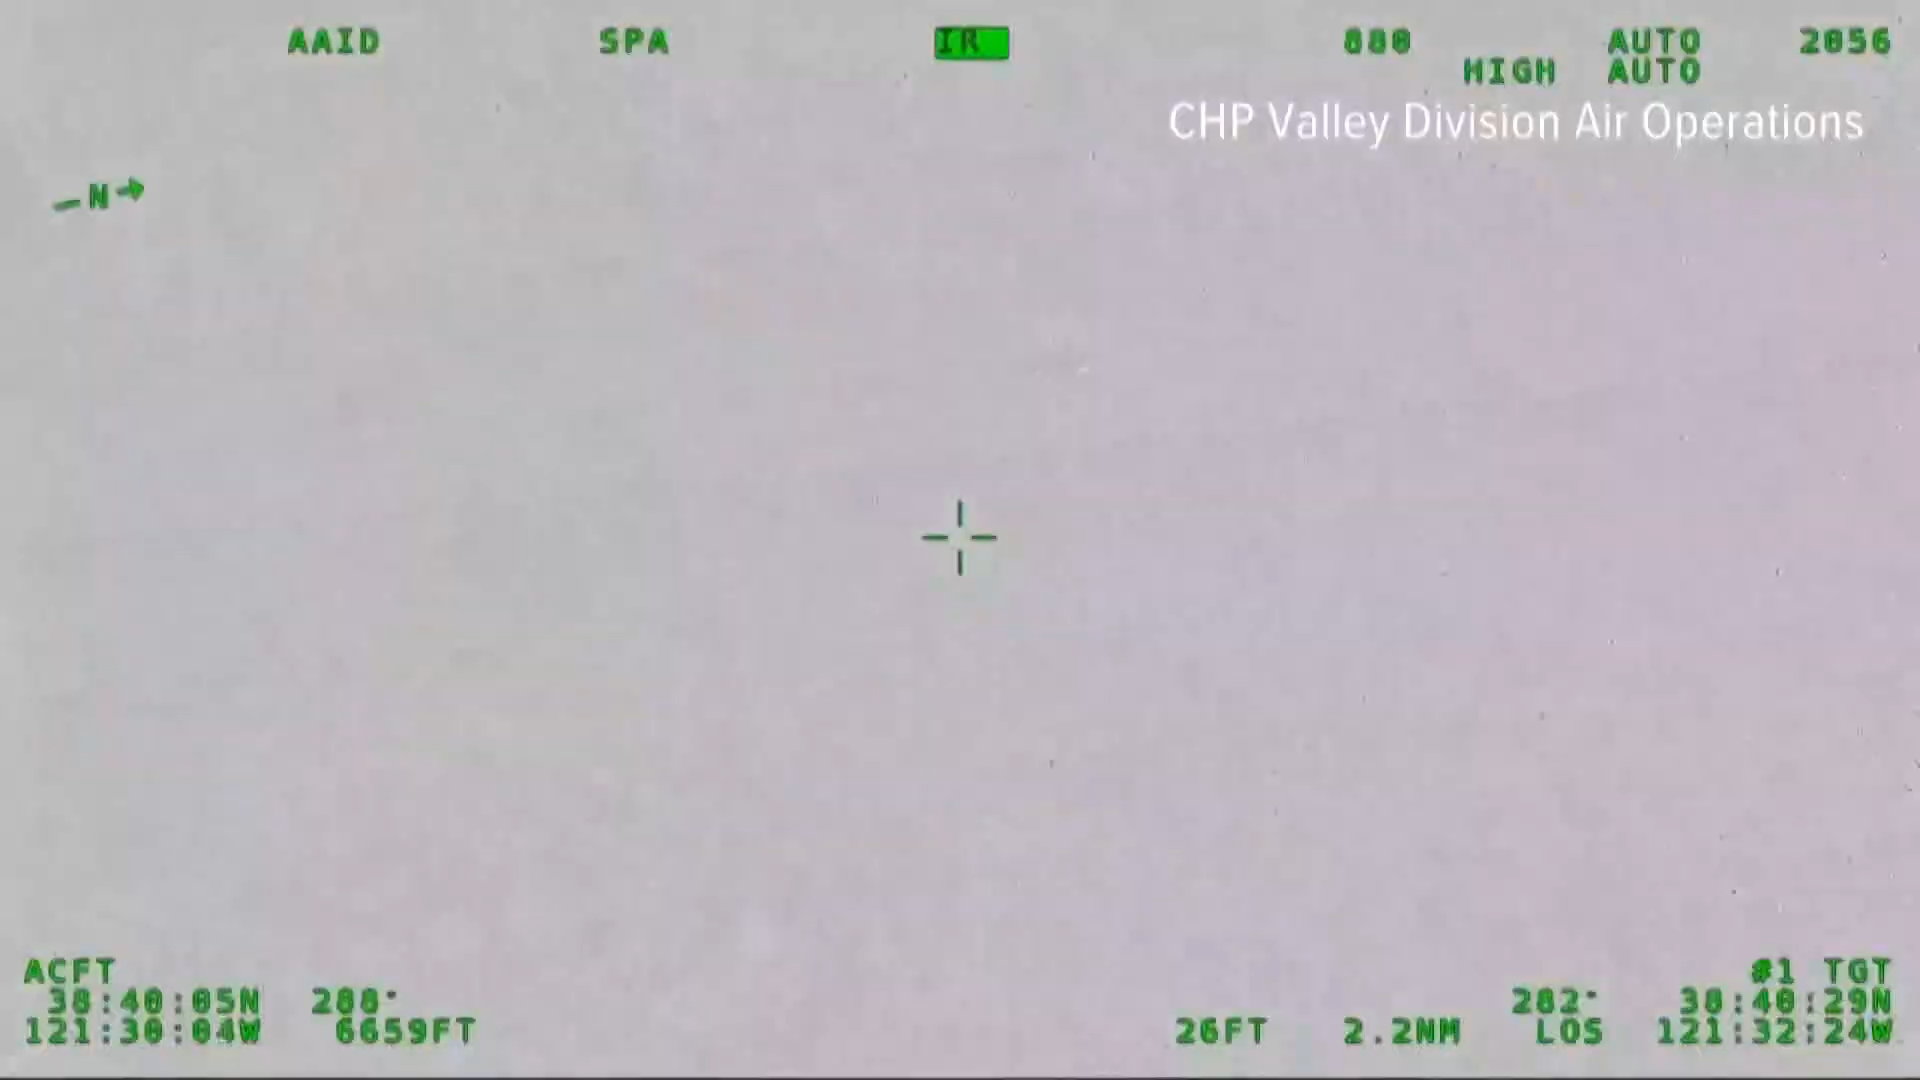 AAID SPA IR 080 AUTO 2056
HIGH AUTO
CHP Valley Division Air Operations
N
ACFT
38:40:05N 288°
121:30:04W 6659FT
#1 TGT
282° 38:40:29N
26FT 2.2NM LOS 121:32:24W